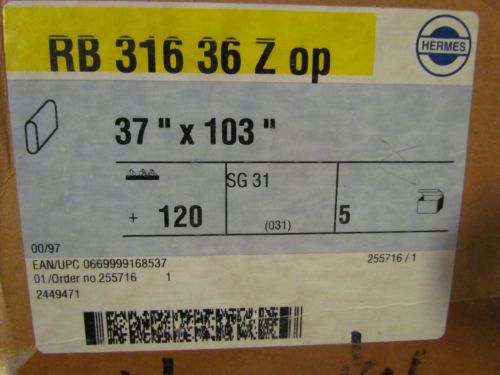 RB 316 36 Z op
HERMES
37 " x 103 "
SG 31
+ 120
(031)
5
00/97
EAN/UPC 0669999168537
255716 / 1
01 /Order no 255716 1
2449471